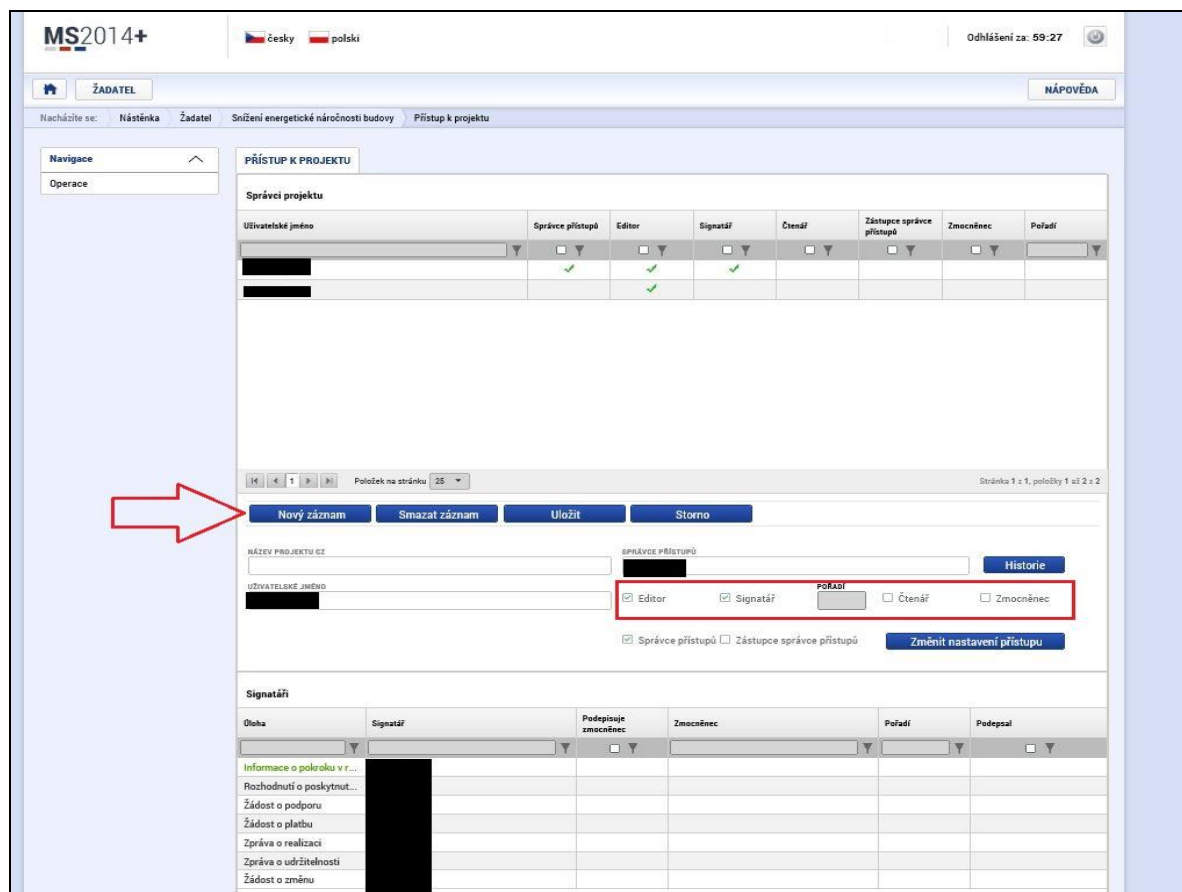 MS2014+ česky polski Odhlášení za: 59:27
ŽADATEL NÁPOVĚDA
Nacházíte se: Nástěnka Žadatel Snížení energetické náročnosti budovy Přístup k projektu
Navigace
Operace
PŘÍSTUP K PROJEKTU
Správci projektu
Uživatelské jméno Správce přístupů Editor Signatář Čtenář Zástupce správce přístupů Zmocněnec Pořadí
1 Položek na stránku 25 Stránka 1 z 1, položky 1 až 2 z 2
Nový záznam Smazat záznam Uložit Storno
NÁZEV PROJEKTU CZ SPRÁVCE PŘÍSTUPŮ
Historie
UŽIVATELSKÉ JMÉNO POŘADÍ
Editor Signatář Čtenář Zmocněnec
Správce přístupů Zástupce správce přístupů Změnit nastavení přístupu
Signatáři
Úloha Signatář Podepisuje zmocněnec Zmocněnec Pořadí Podepsal
Informace o pokroku v r...
Rozhodnutí o poskytnut...
Žádost o podporu
Žádost o platbu
Zpráva o realizaci
Zpráva o udržitelnosti
Žádost o změnu